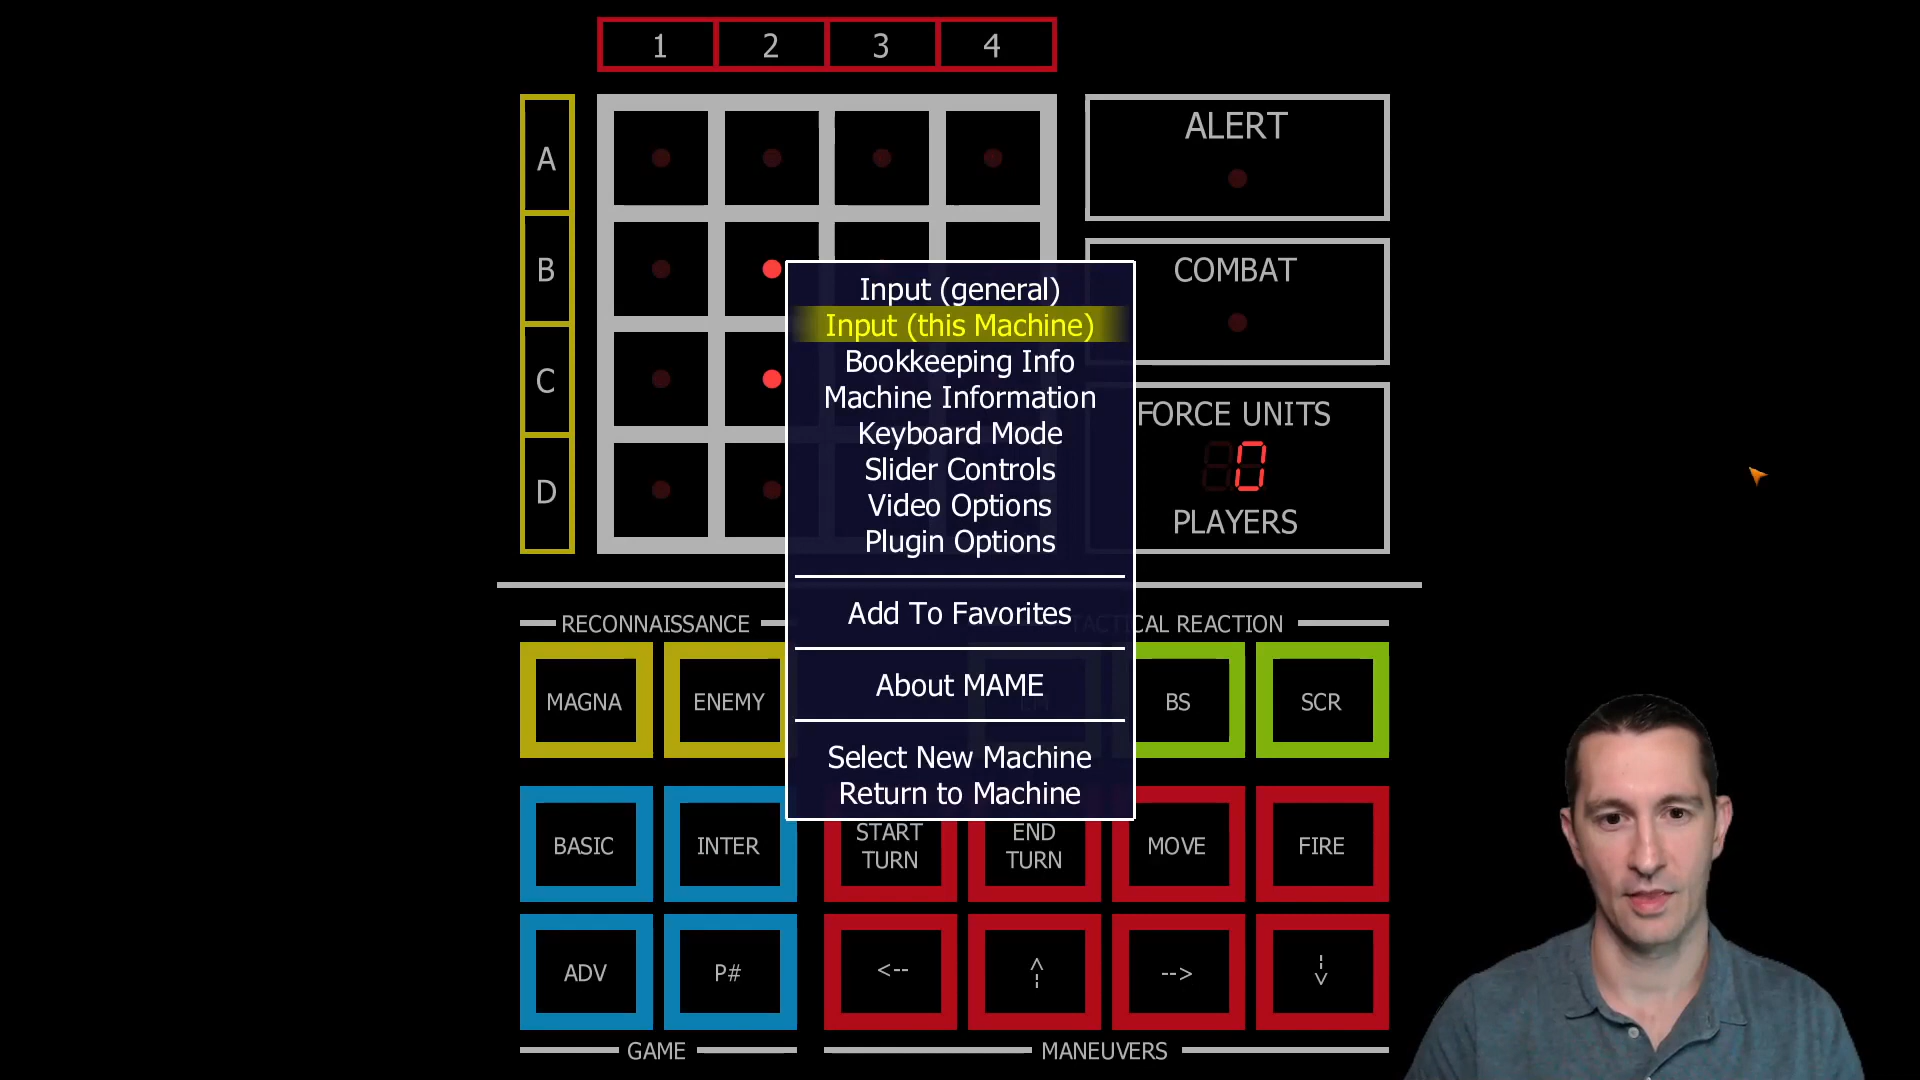 1 2 3 4
A
ALERT
B
COMBAT
C
FORCE UNITS
0
PLAYERS
D
Input (general)
Input (this Machine)
Bookkeeping Info
Machine Information
Keyboard Mode
Slider Controls
Video Options
Plugin Options
Add To Favorites
About MAME
Select New Machine
Return to Machine
RECONNAISSANCE
TACTICAL REACTION
MAGNA ENEMY EM BS SCR
BASIC INTER START TURN END TURN MOVE FIRE
ADV P# <-- ^ --> v
GAME MANEUVERS